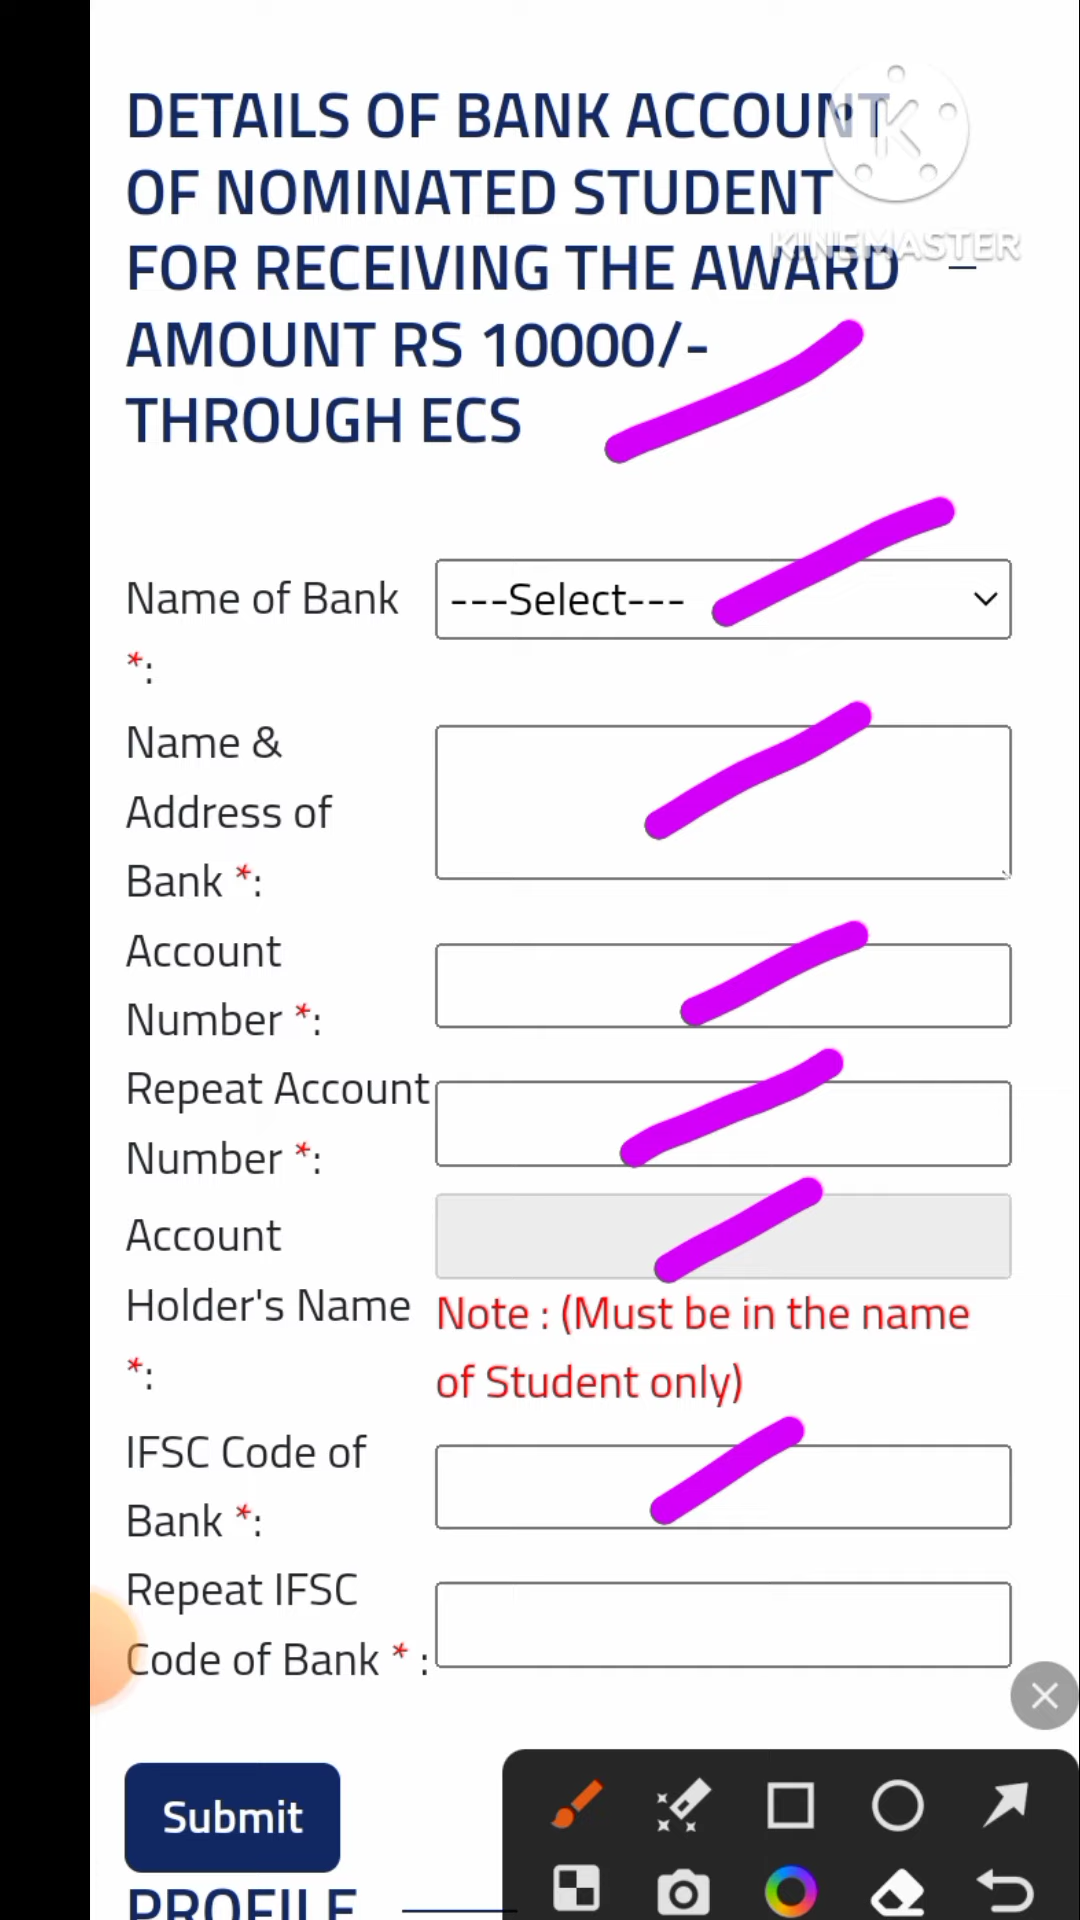 DETAILS OF BANK ACCOUNT
OF NOMINATED STUDENT
FOR RECEIVING THE AWARD
AMOUNT RS 10000/-
THROUGH ECS
KINEMASTER
Name of Bank
*:
---Select---
Name &
Address of
Bank *:
Account
Number *:
Repeat Account
Number *:
Account
Holder's Name
*:
Note : (Must be in the name
of Student only)
IFSC Code of
Bank *:
Repeat IFSC
Code of Bank * :
Submit
PROFILE